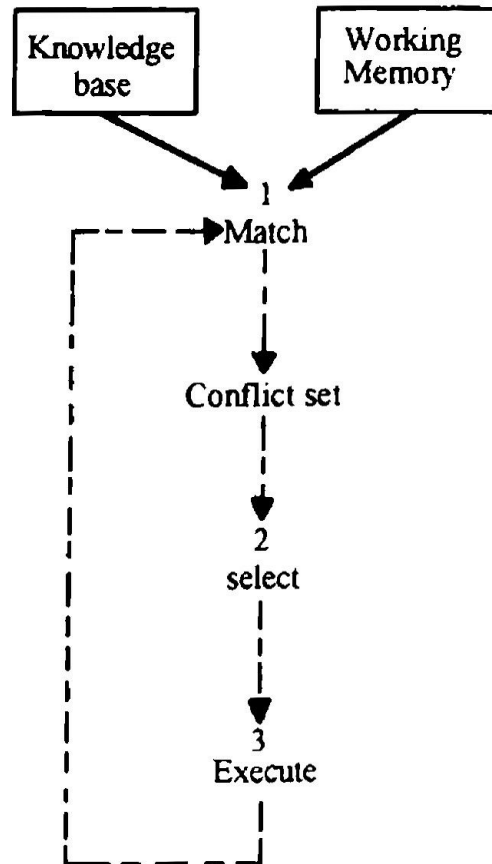 Knowledge
base
Working
Memory
1
Match
Conflict set
2
select
3
Execute